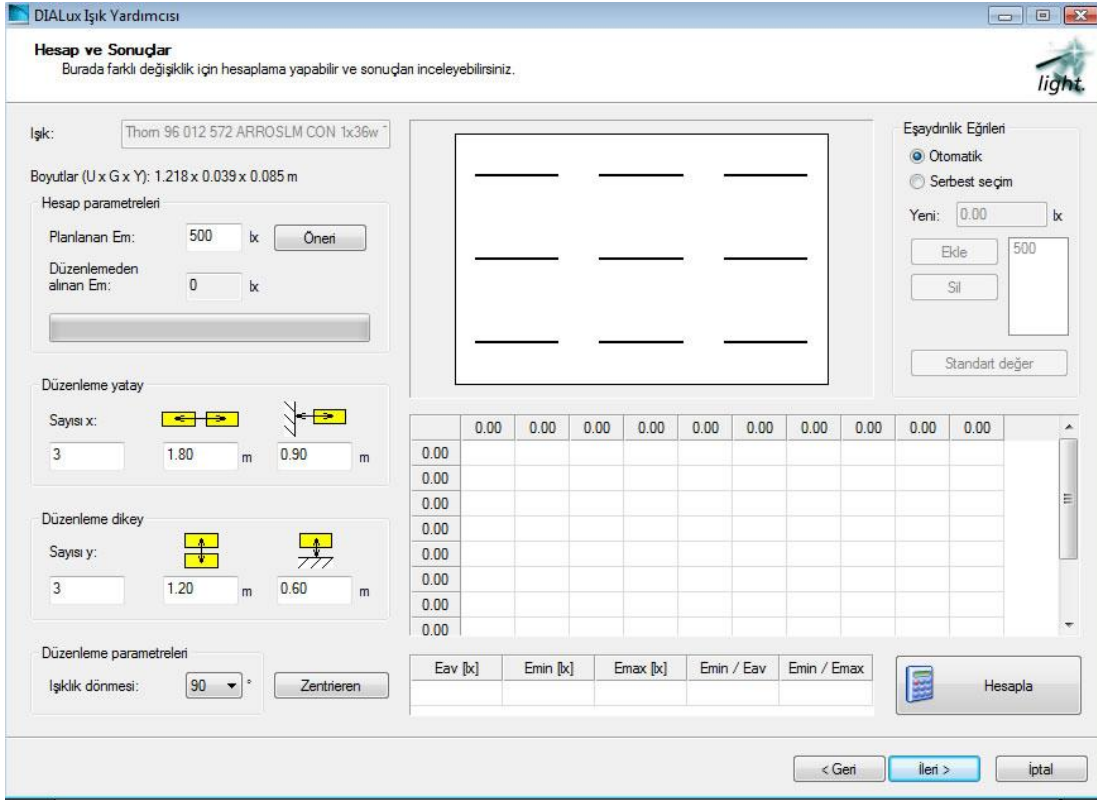 DIALux Işık Yardımcısı
Hesap ve Sonuçlar
Burada farklı değişiklik için hesaplama yapabilir ve sonuçları inceleyebilirsiniz.
light.
Işık:
Thorn 96 012 572 ARROSLM CON 1x36w
Boyutlar (U x G x Y): 1.218 x 0.039 x 0.085 m
Hesap parametreleri
Planlanan Em:
500
lx
Öneri
Düzenlemeden
alınan Em:
0
lx
Düzenleme yatay
Sayısı x:
3
1.80
m
0.90
m
Düzenleme dikey
Sayısı y:
3
1.20
m
0.60
m
Düzenleme parametreleri
Işıklık dönmesi:
90
°
Zentrieren
Eşaydınlık Eğrileri
Otomatik
Serbest seçim
Yeni:
0.00
lx
Ekle
500
Sil
Standart değer
0.00 0.00 0.00 0.00 0.00 0.00 0.00 0.00 0.00 0.00
0.00
0.00
0.00
0.00
0.00
0.00
0.00
0.00
Eav [lx] Emin [lx] Emax [lx] Emin / Eav Emin / Emax
Hesapla
< Geri
İleri >
İptal